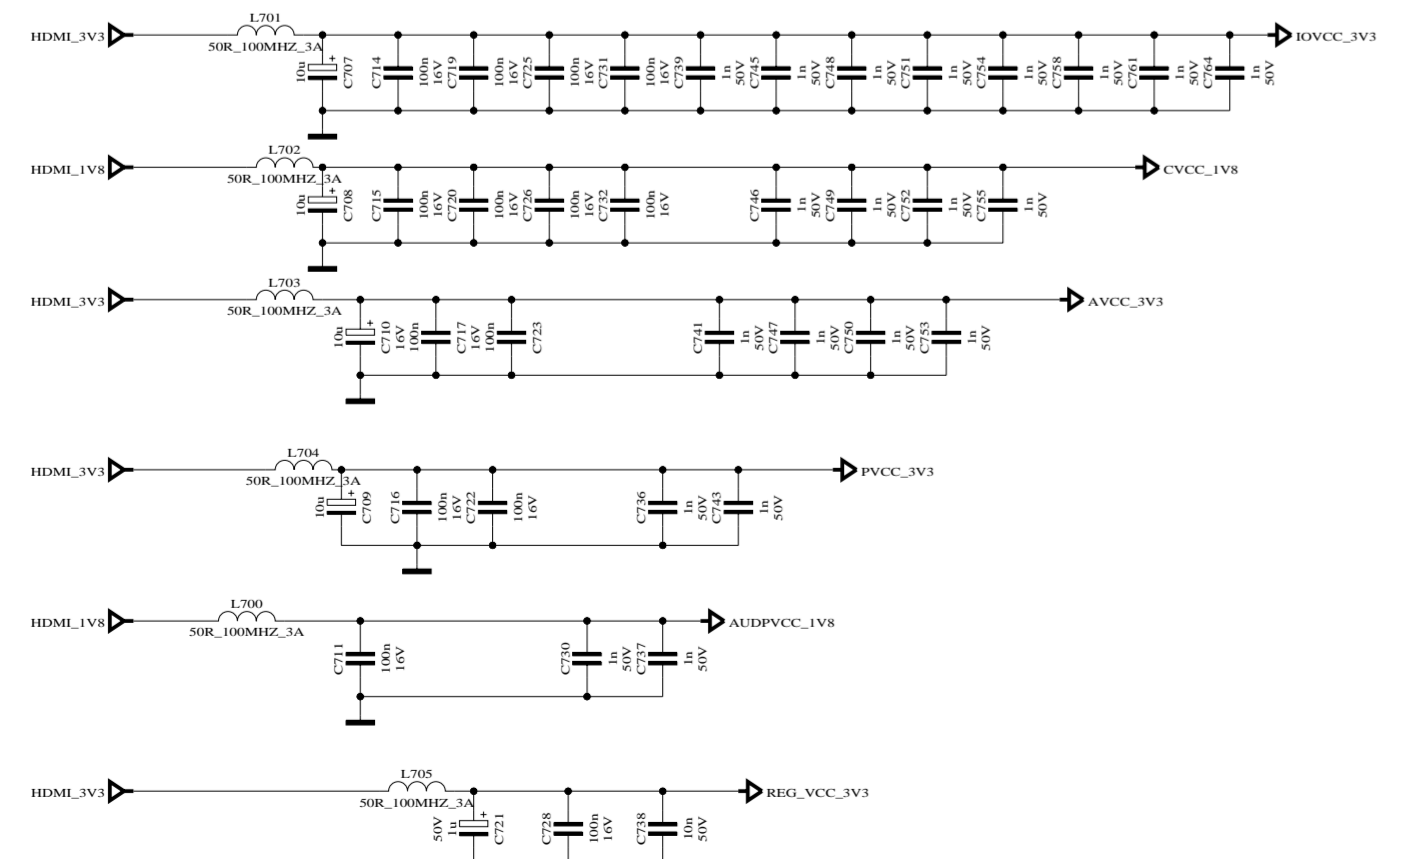 L701
HDMI_3V3
50R_100MHZ_3A
IOVCC_3V3
10u
C707
C714
100n
16V
C719
100n
16V
C725
100n
16V
C731
100n
16V
C739
1n
50V
C745
1n
50V
C748
1n
50V
C751
1n
50V
C754
1n
50V
C758
1n
50V
C761
1n
50V
C764
1n
50V
L702
HDMI_1V8
50R_100MHZ_3A
CVCC_1V8
10u
C708
C715
100n
16V
C720
100n
16V
C726
100n
16V
C732
100n
16V
C746
1n
50V
C749
1n
50V
C752
1n
50V
C755
1n
50V
L703
HDMI_3V3
50R_100MHZ_3A
AVCC_3V3
10u
C710
16V
100n
C717
16V
100n
C723
C741
1n
50V
C747
1n
50V
C750
1n
50V
C753
1n
50V
L704
HDMI_3V3
50R_100MHZ_3A
PVCC_3V3
10u
C709
C716
100n
16V
C722
100n
16V
C736
1n
50V
C743
1n
50V
L700
HDMI_1V8
50R_100MHZ_3A
AUDPVCC_1V8
C711
100n
16V
C730
1n
50V
C737
1n
50V
L705
HDMI_3V3
50R_100MHZ_3A
REG_VCC_3V3
50V
1u
C721
C728
100n
16V
C738
10n
50V